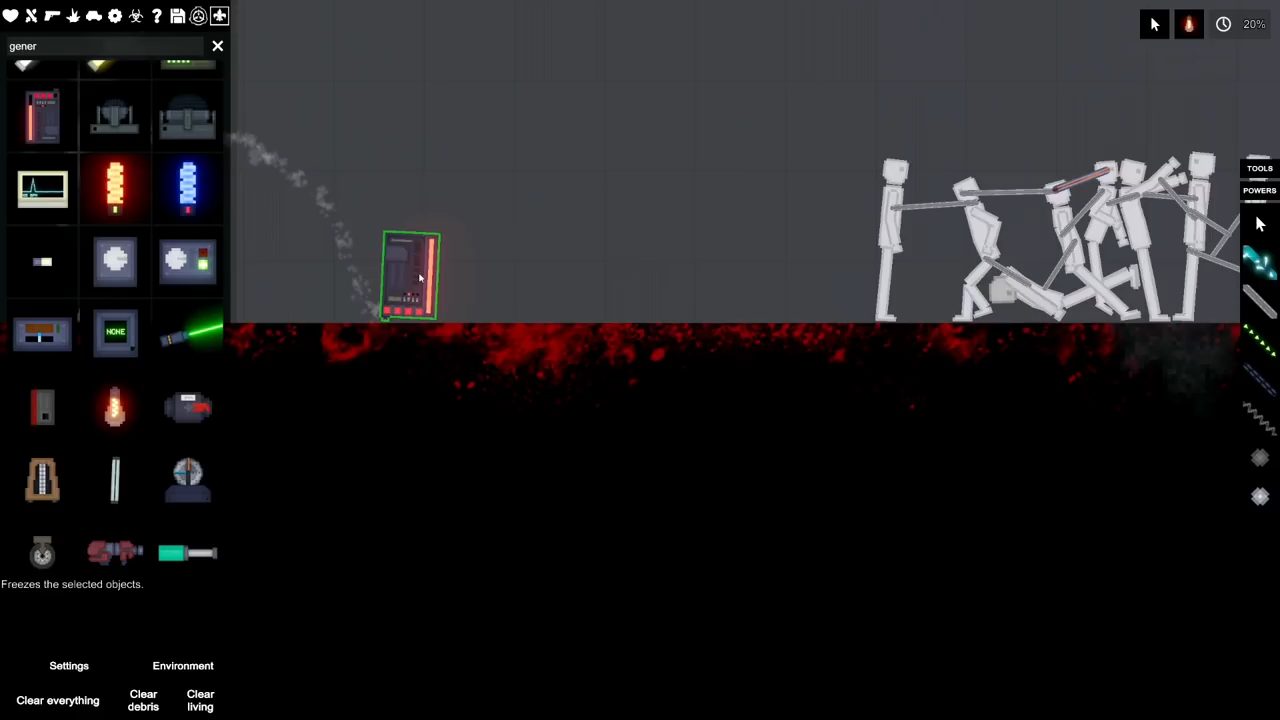 20%
gener
TOOLS
POWERS
NONE
Freezes the selected objects.
Settings
Environment
Clear everything
Clear
debris
Clear
living